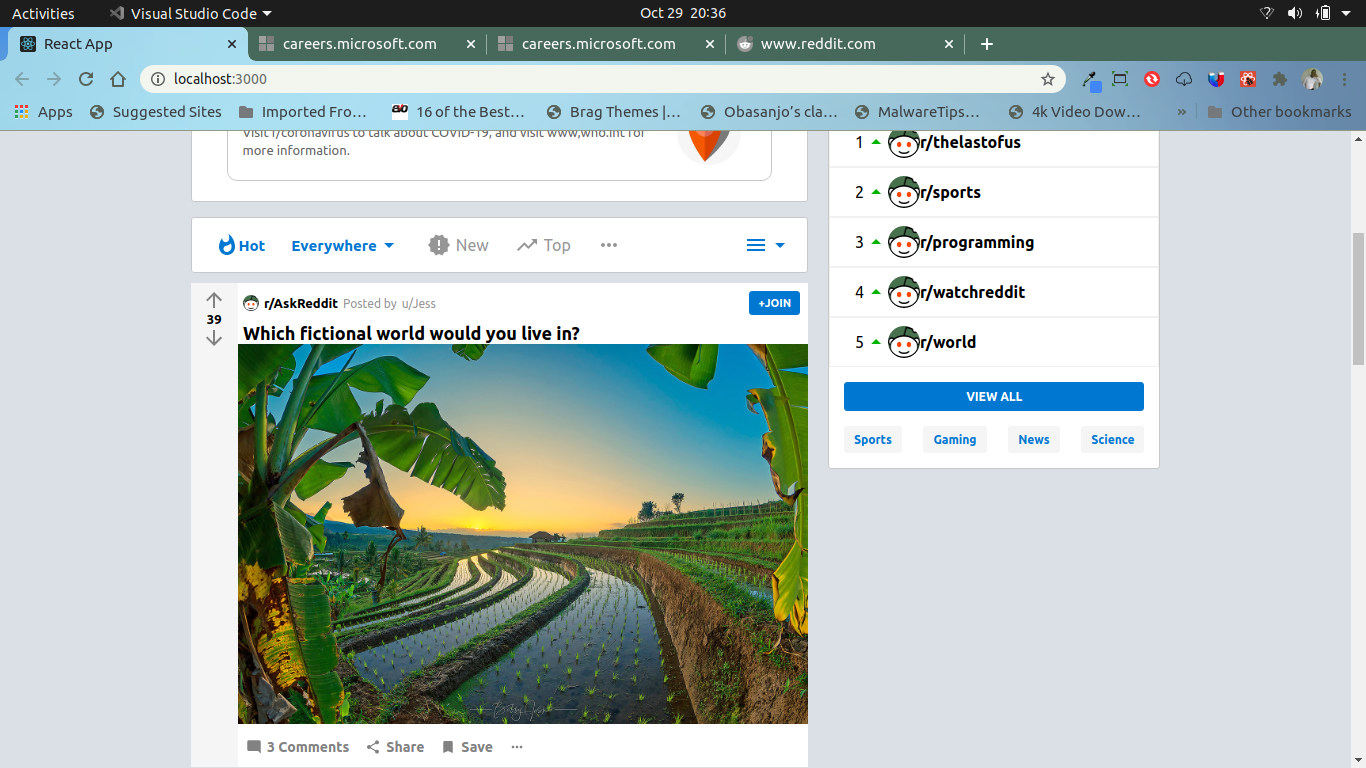 Activities Visual Studio Code Oct 29 20:36
React App careers.microsoft.com careers.microsoft.com www.reddit.com
localhost:3000
Apps Suggested Sites Imported Fro… 16 of the Best… Brag Themes |… Obasanjo’s cla… MalwareTips… 4k Video Dow… » Other bookmarks
Visit r/coronavirus to talk about COVID-19, and visit www,who.int for
more information.
Hot Everywhere New Top
39
r/AskReddit Posted by u/Jess +JOIN
Which fictional world would you live in?
3 Comments Share Save
1 r/thelastofus
2 r/sports
3 r/programming
4 r/watchreddit
5 r/world
VIEW ALL
Sports Gaming News Science